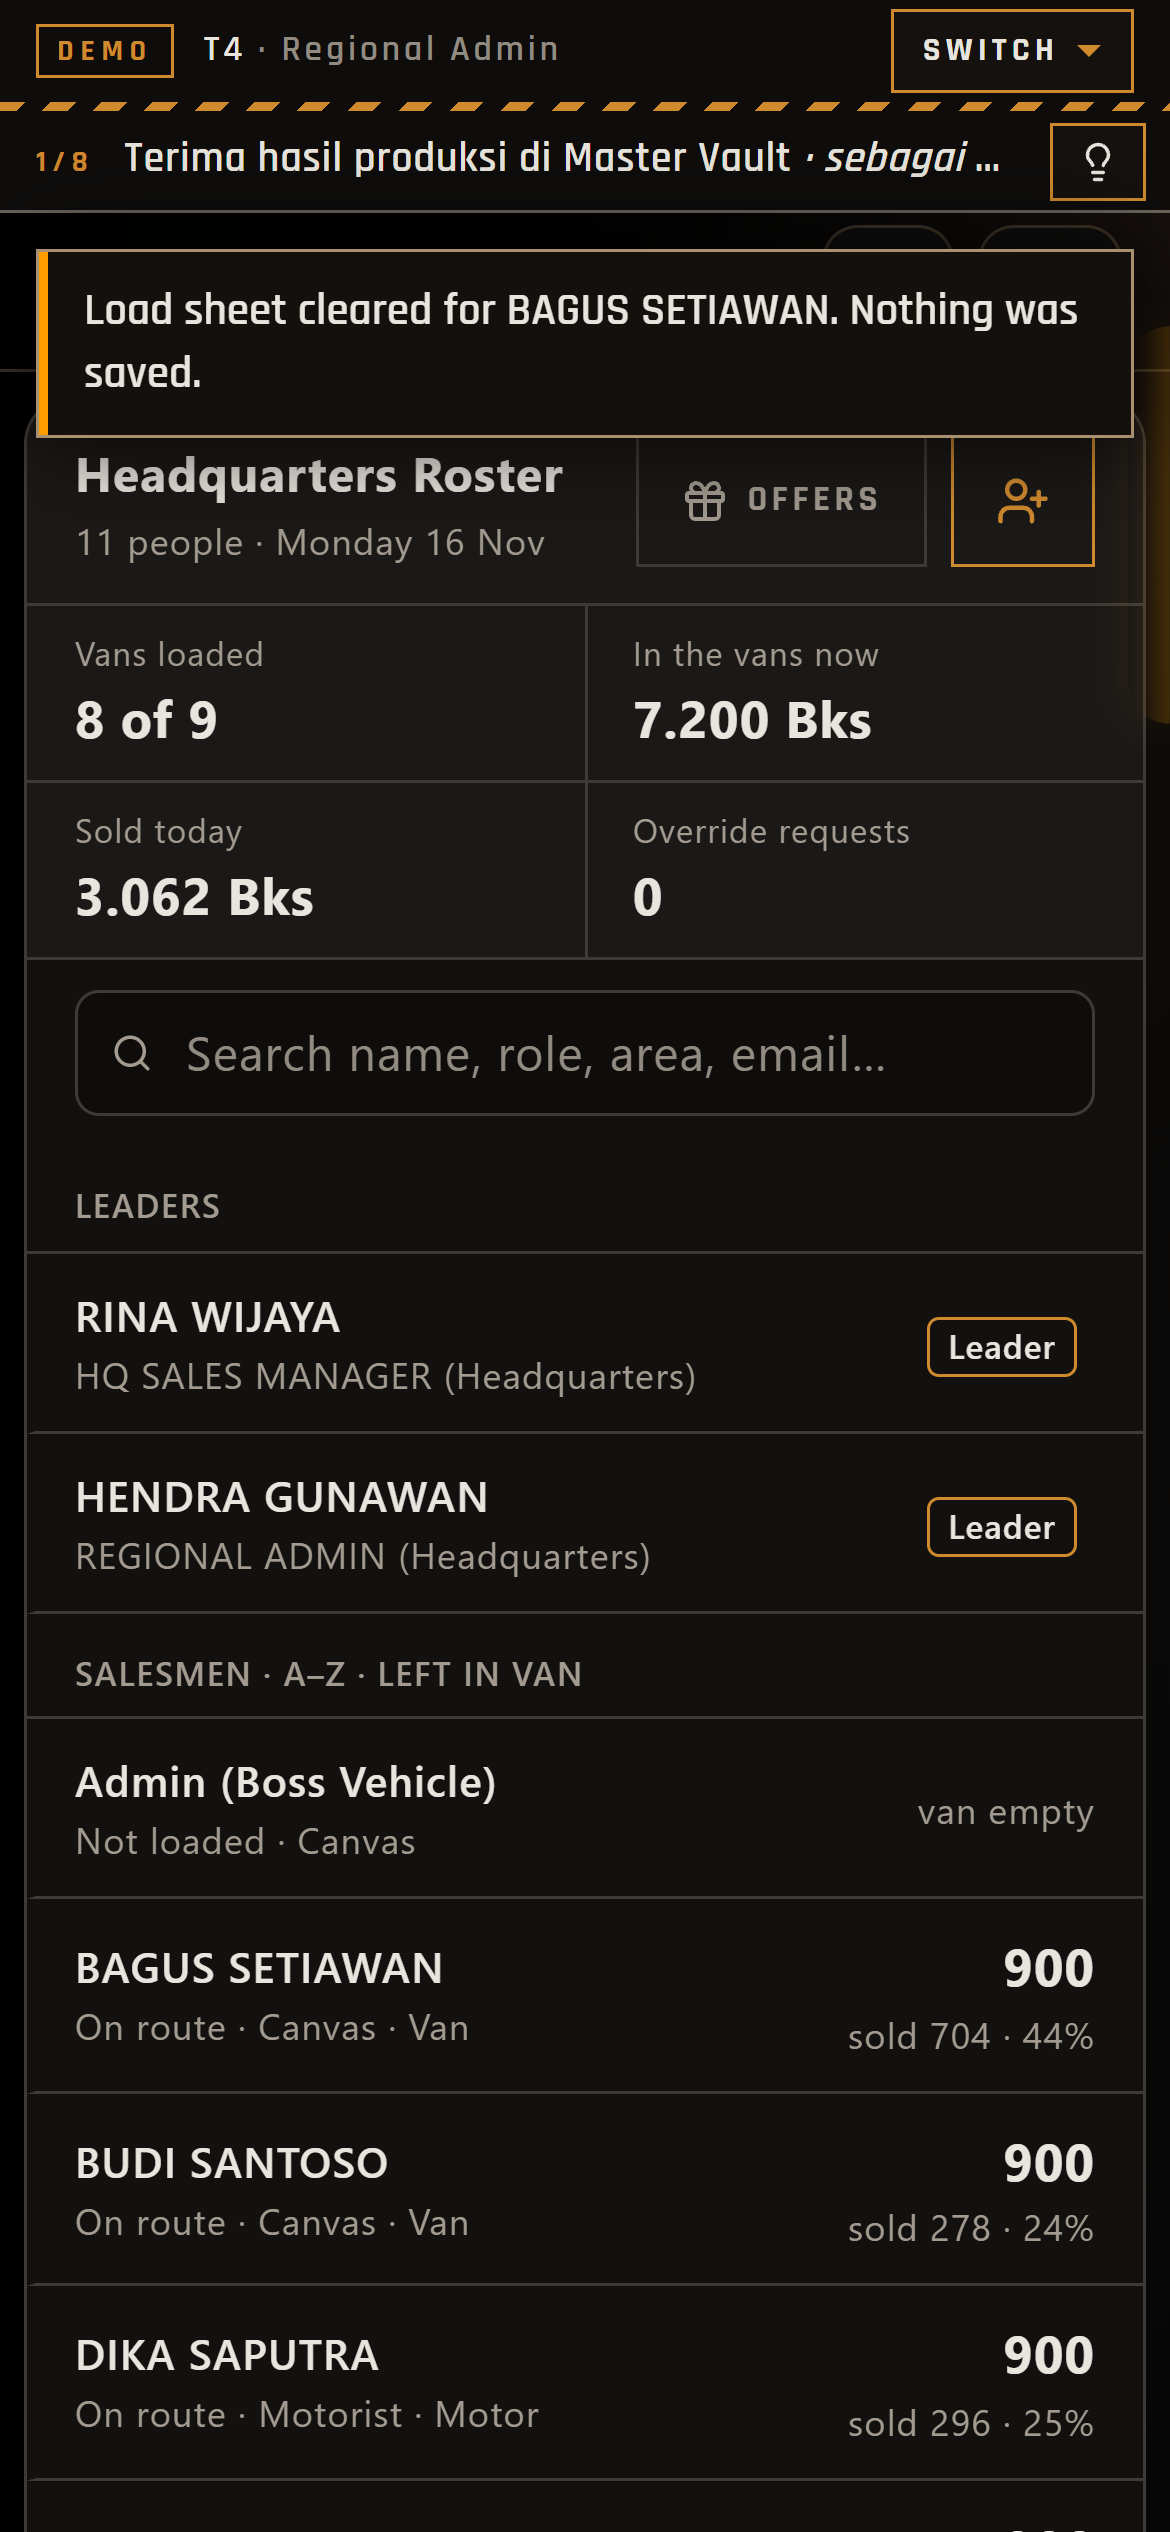 DEMO
T4 · Regional Admin
SWITCH
1/8
Terima hasil produksi di Master Vault · sebagai ...
Load sheet cleared for BAGUS SETIAWAN. Nothing was
saved.
Headquarters Roster
11 people · Monday 16 Nov
OFFERS
Vans loaded
8 of 9
In the vans now
7.200 Bks
Sold today
3.062 Bks
Override requests
0
Search name, role, area, email...
LEADERS
RINA WIJAYA
HQ SALES MANAGER (Headquarters)
Leader
HENDRA GUNAWAN
REGIONAL ADMIN (Headquarters)
Leader
SALESMEN · A–Z · LEFT IN VAN
Admin (Boss Vehicle)
Not loaded · Canvas
van empty
BAGUS SETIAWAN
On route · Canvas · Van
900
sold 704 · 44%
BUDI SANTOSO
On route · Canvas · Van
900
sold 278 · 24%
DIKA SAPUTRA
On route · Motorist · Motor
900
sold 296 · 25%